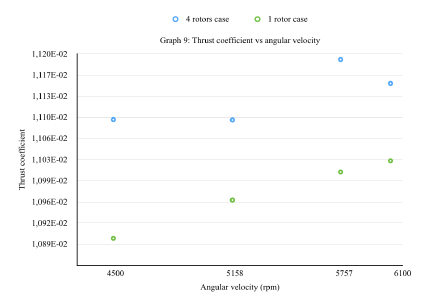 4 rotors case 1 rotor case
Graph 9: Thrust coefficient vs angular velocity
1,120E-02
1,117E-02
1,113E-02
1,110E-02
1,106E-02
1,103E-02
1,099E-02
1,096E-02
1,092E-02
1,089E-02
Thrust coefficient
4500 5158 5757 6100
Angular velocity (rpm)